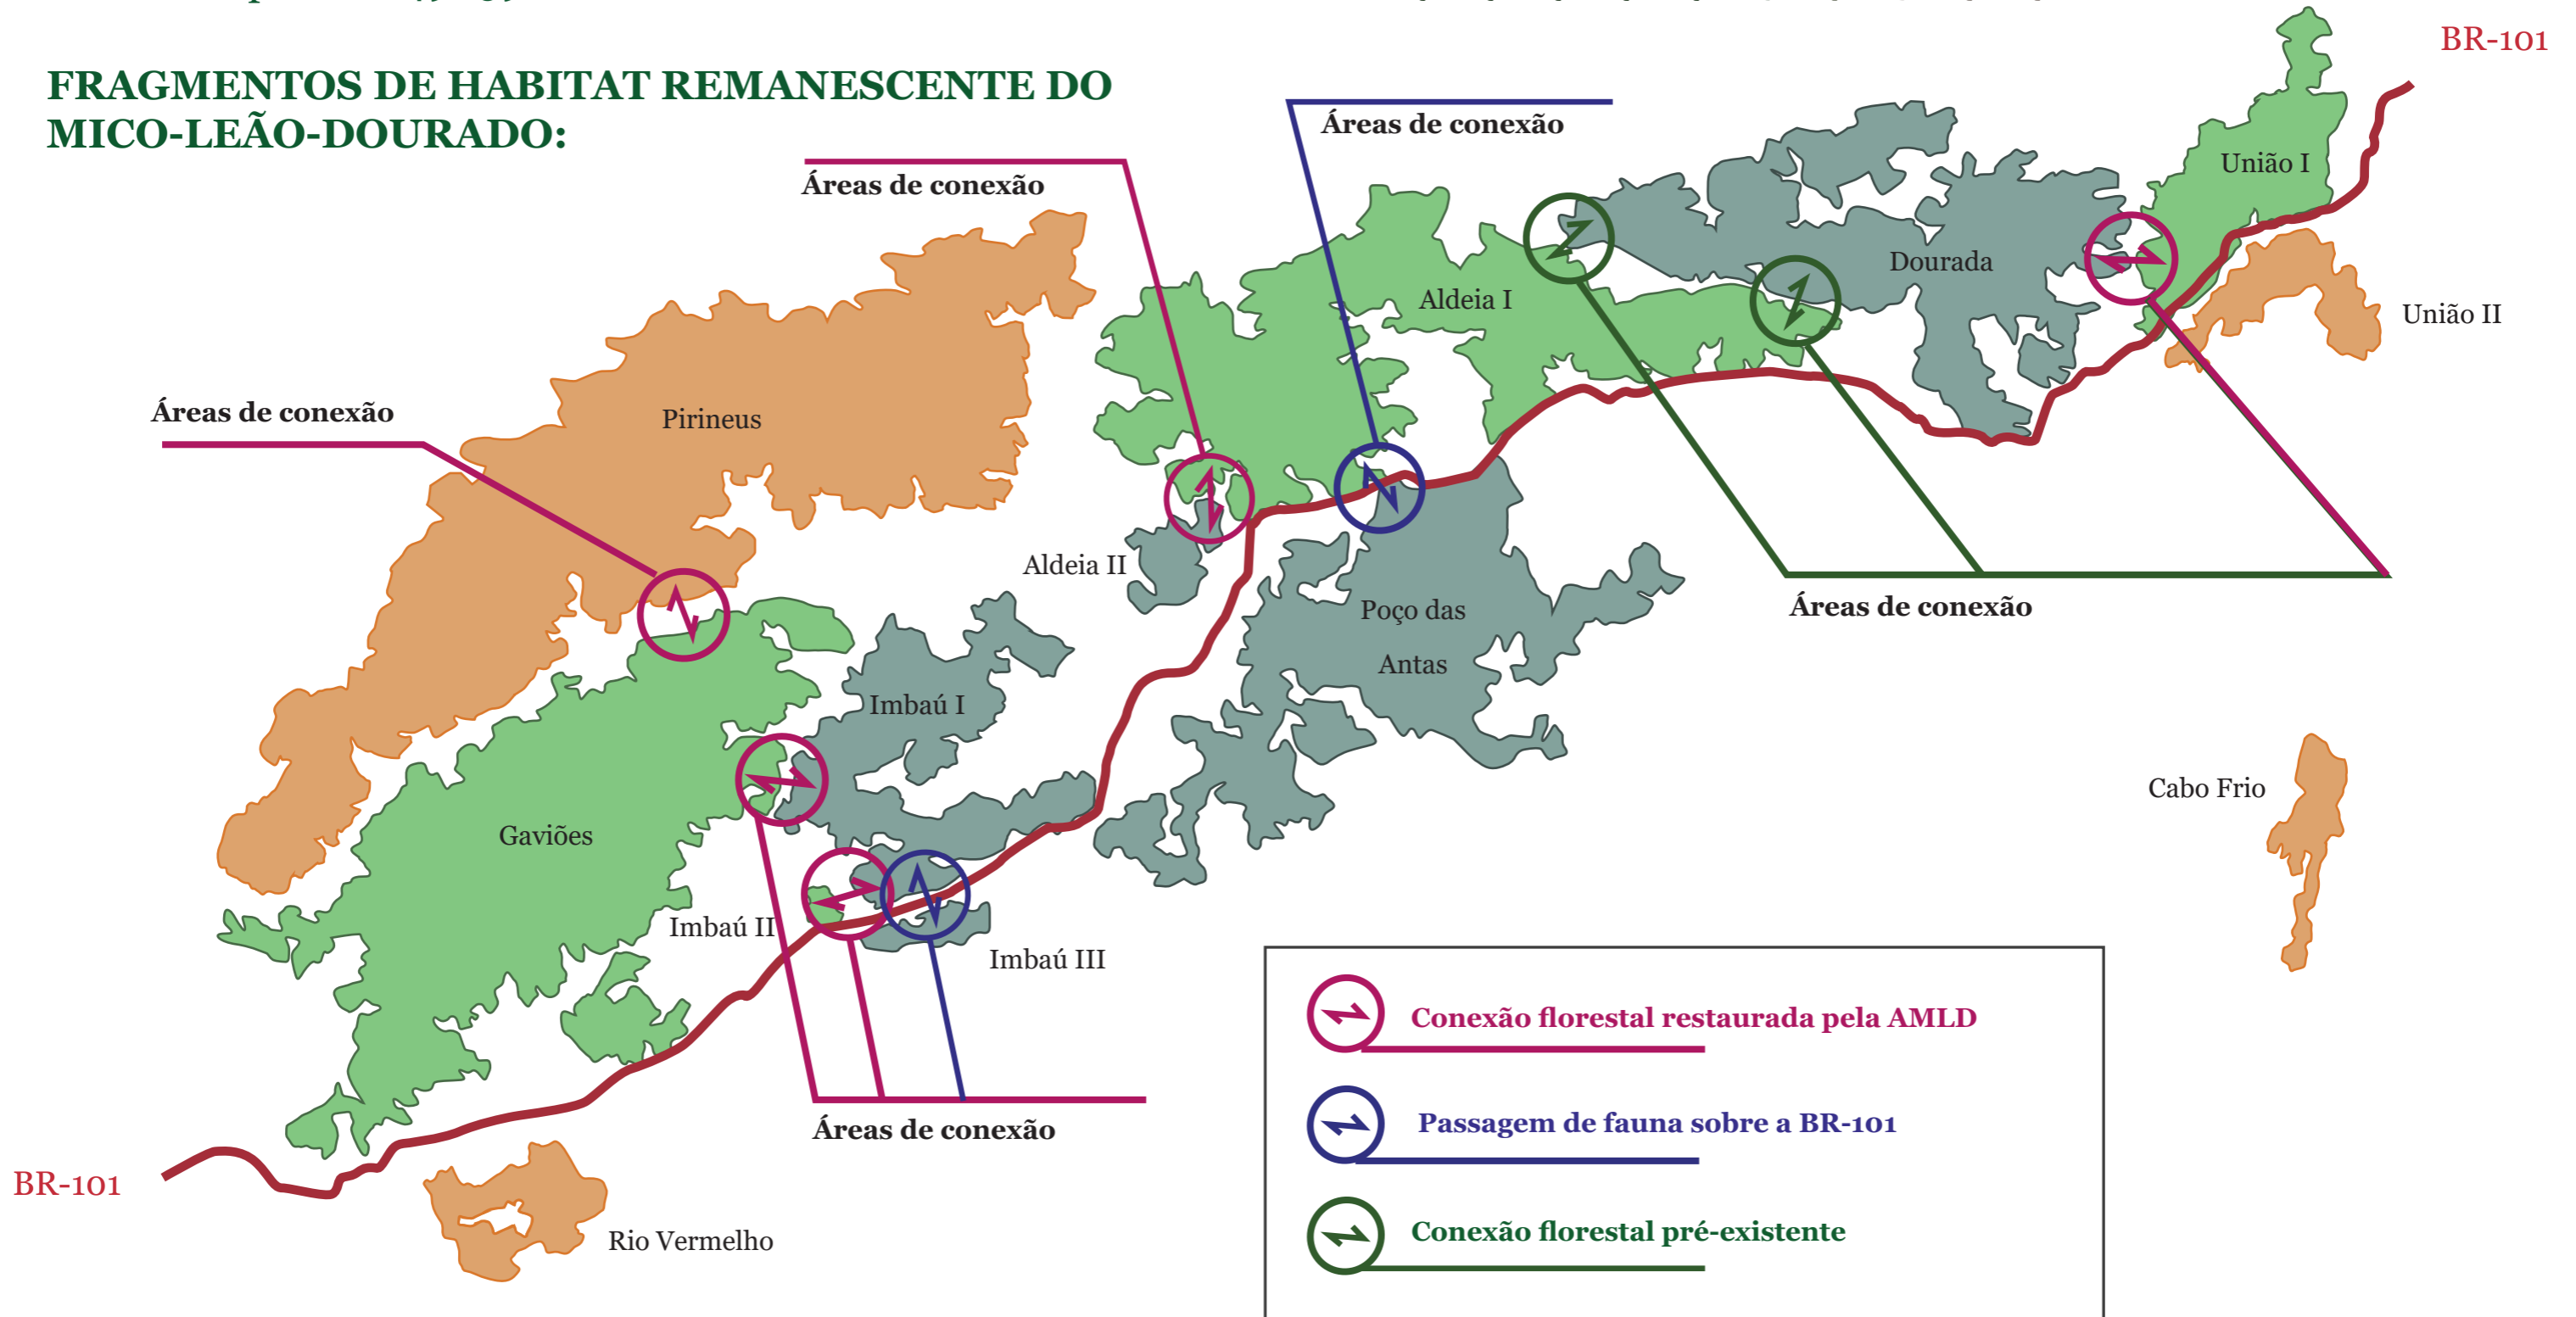 BR-101
FRAGMENTOS DE HABITAT REMANESCENTE DO
MICO-LEÃO-DOURADO:
Áreas de conexão
Áreas de conexão
União I
Dourada
Aldeia I
União II
Áreas de conexão
Pirineus
Aldeia II
Poço das
Antas
Áreas de conexão
Imbaú I
Cabo Frio
Gaviões
Imbaú II
Imbaú III
Conexão florestal restaurada pela AMLD
Áreas de conexão
Passagem de fauna sobre a BR-101
BR-101
Rio Vermelho
Conexão florestal pré-existente